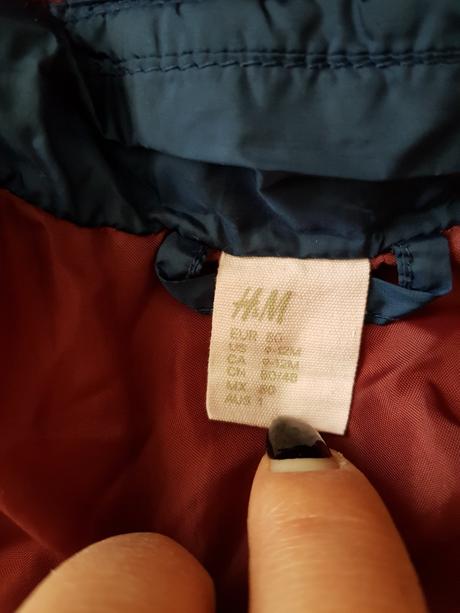 H&M
EUR 80
US 9-12M
CA 9-12M
CN 80/48
MX 80
AUS 1